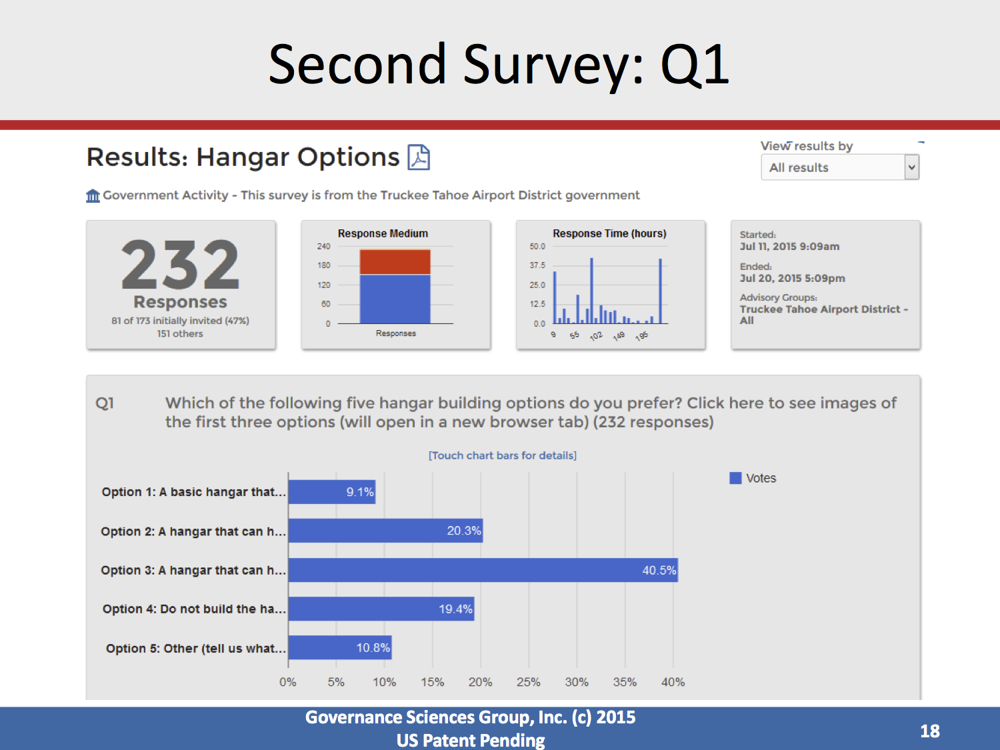 Second Survey: Q1
Results: Hangar Options
View results by
All results
Government Activity - This survey is from the Truckee Tahoe Airport District government
232
Responses
81 of 173 initially invited (47%)
151 others
Response Medium
240
180
120
60
0
Responses
Response Time (hours)
50.0
37.5
25.0
12.5
0.0
9 55 102 149 195
Started:
Jul 11, 2015 9:09am
Ended:
Jul 20, 2015 5:09pm
Advisory Groups:
Truckee Tahoe Airport District -
All
Q1 Which of the following five hangar building options do you prefer? Click here to see images of
the first three options (will open in a new browser tab) (232 responses)
[Touch chart bars for details]
Votes
Option 1: A basic hangar that... 9.1%
Option 2: A hangar that can h... 20.3%
Option 3: A hangar that can h... 40.5%
Option 4: Do not build the ha... 19.4%
Option 5: Other (tell us what... 10.8%
0% 5% 10% 15% 20% 25% 30% 35% 40%
Governance Sciences Group, Inc. (c) 2015
US Patent Pending
18